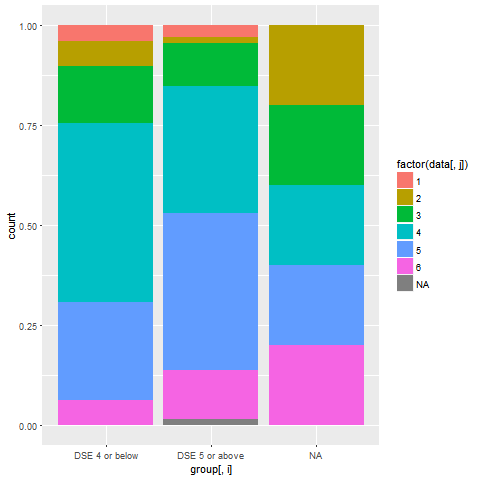 1.00
0.75
0.50
0.25
0.00
count
DSE 4 or below
DSE 5 or above
NA
group[, i]
factor(data[, j])
1
2
3
4
5
6
NA